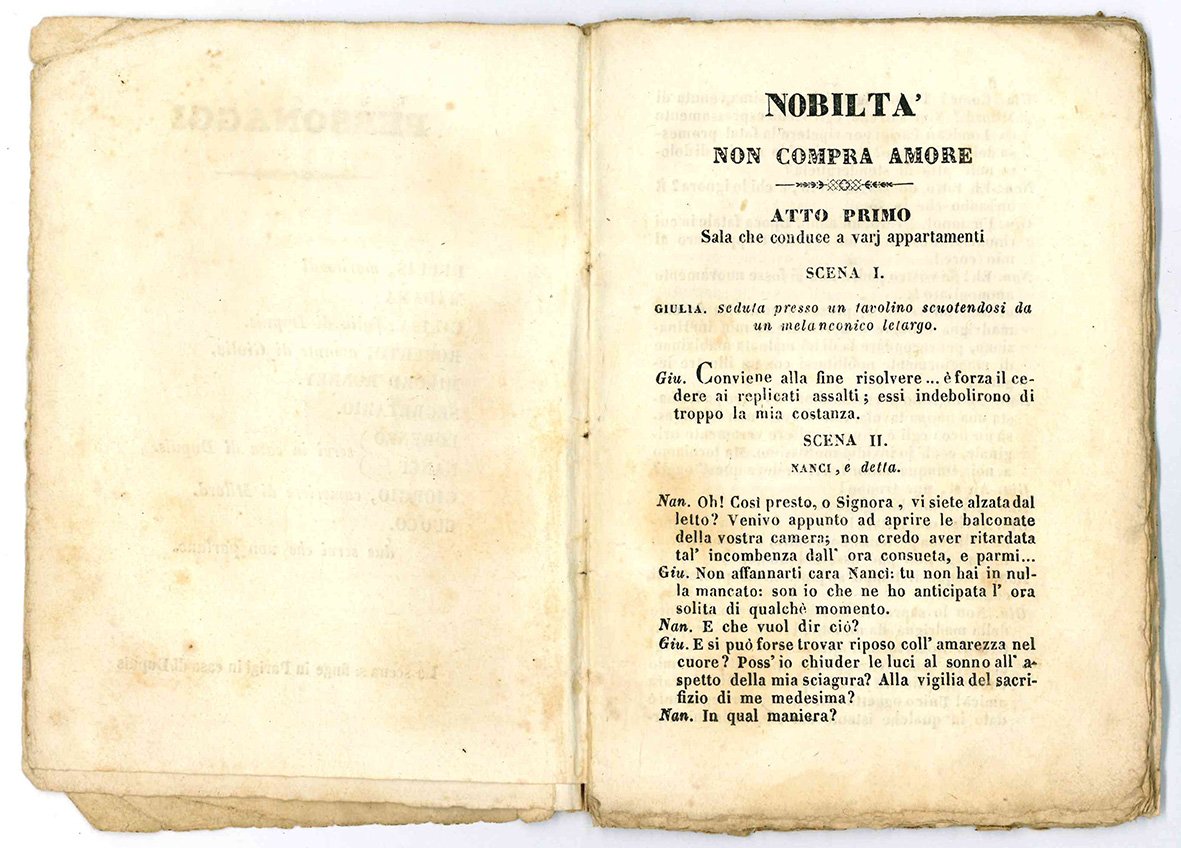 NOBILTA'
NON COMPRA AMORE
ATTO PRIMO
Sala che conduce a varj appartamenti
SCENA I.
GIULIA. seduta presso un tavolino scuotendosi da
un melanconico letargo.
Giu. Conviene alla fine risolvere ... è forza il ce-
dere ai replicati assalti ; essi indebolirono di
troppo la mia costanza.
SCENA II.
NANCI, e detta.
Nan. Oh! Così presto, o Signora , vi siete alzata dal
letto? Venivo appunto ad aprire le balconate
della vostra camera; non credo aver ritardata
tal' incombenza dall' ora consueta, e parmi...
Giu. Non affannarti cara Nancì: tu non hai in nul-
la mancato: son io che ne ho anticipata l' ora
solita di qualchè momento.
Nan. E che vuol dir ciò?
Giu. E si può forse trovar riposo coll' amarezza nel
cuore? Poss' io chiuder le luci al sonno all' a-
spetto della mia sciagura? Alla vigilia del sacri-
fizio di me medesima?
Nan. In qual maniera?